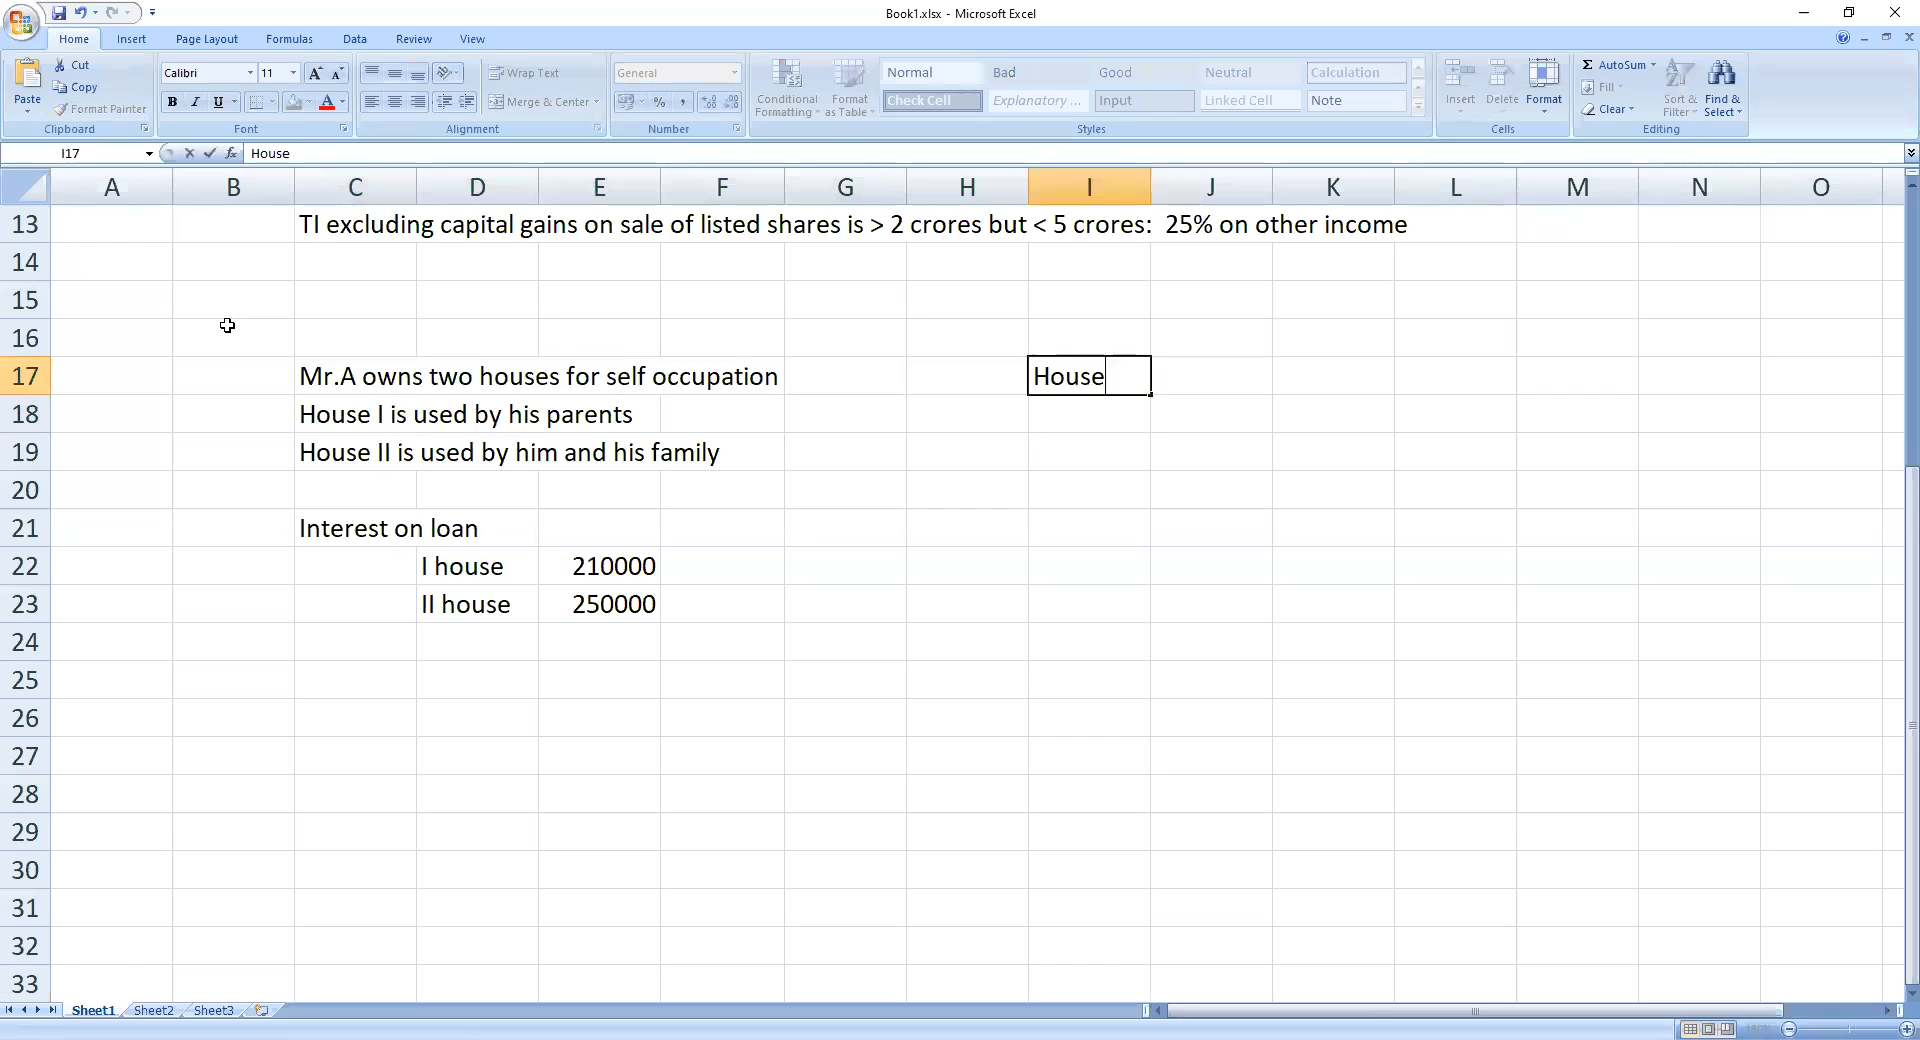 Book1.xlsx - Microsoft Excel
Home Insert Page Layout Formulas Data Review View
Paste
Cut
Copy
Format Painter
Clipboard
Calibri 11
B I U
Font
Wrap Text
Merge & Center
Alignment
General
Number
Conditional Formatting
Format as Table
Normal Bad Good Neutral Calculation
Check Cell Explanatory ... Input Linked Cell Note
Styles
Insert Delete Format
Cells
AutoSum
Fill
Clear
Sort & Filter
Find & Select
Editing
I17 fx House
A B C D E F G H I J K L M N O
13 TI excluding capital gains on sale of listed shares is > 2 crores but < 5 crores: 25% on other income
14
15
16
17 Mr.A owns two houses for self occupation House
18 House I is used by his parents
19 House II is used by him and his family
20
21 Interest on loan
22 I house 210000
23 II house 250000
24
25
26
27
28
29
30
31
32
33
Sheet1 Sheet2 Sheet3